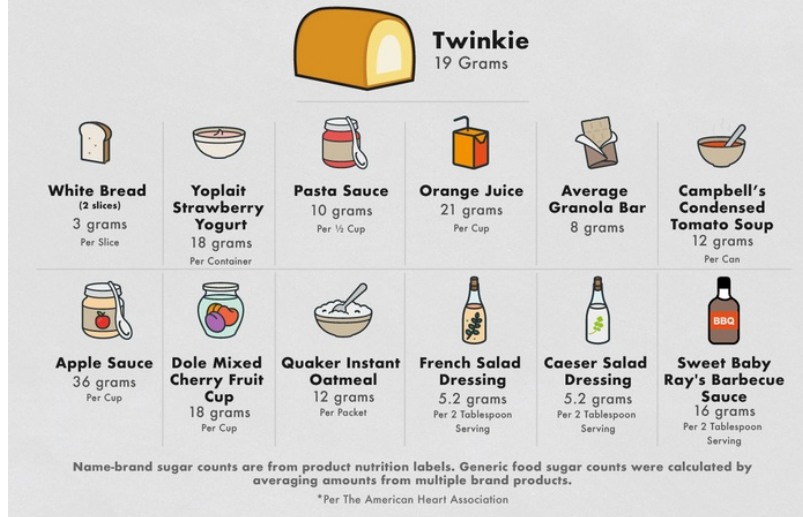 Twinkie
19 Grams
White Bread
(2 slices)
3 grams
Per Slice
Yoplait
Strawberry
Yogurt
18 grams
Per Container
Pasta Sauce
10 grams
Per ½ Cup
Orange Juice
21 grams
Per Cup
Average
Granola Bar
8 grams
Campbell's
Condensed
Tomato Soup
12 grams
Per Can
Apple Sauce
36 grams
Per Cup
Dole Mixed
Cherry Fruit
Cup
18 grams
Per Cup
Quaker Instant
Oatmeal
12 grams
Per Packet
French Salad
Dressing
5.2 grams
Per 2 Tablespoon
Serving
Caeser Salad
Dressing
5.2 grams
Per 2 Tablespoon
Serving
BBQ
Sweet Baby
Ray's Barbecue
Sauce
16 grams
Per 2 Tablespoon
Serving
Name-brand sugar counts are from product nutrition labels. Generic food sugar counts were calculated by
averaging amounts from multiple brand products.
*Per The American Heart Association